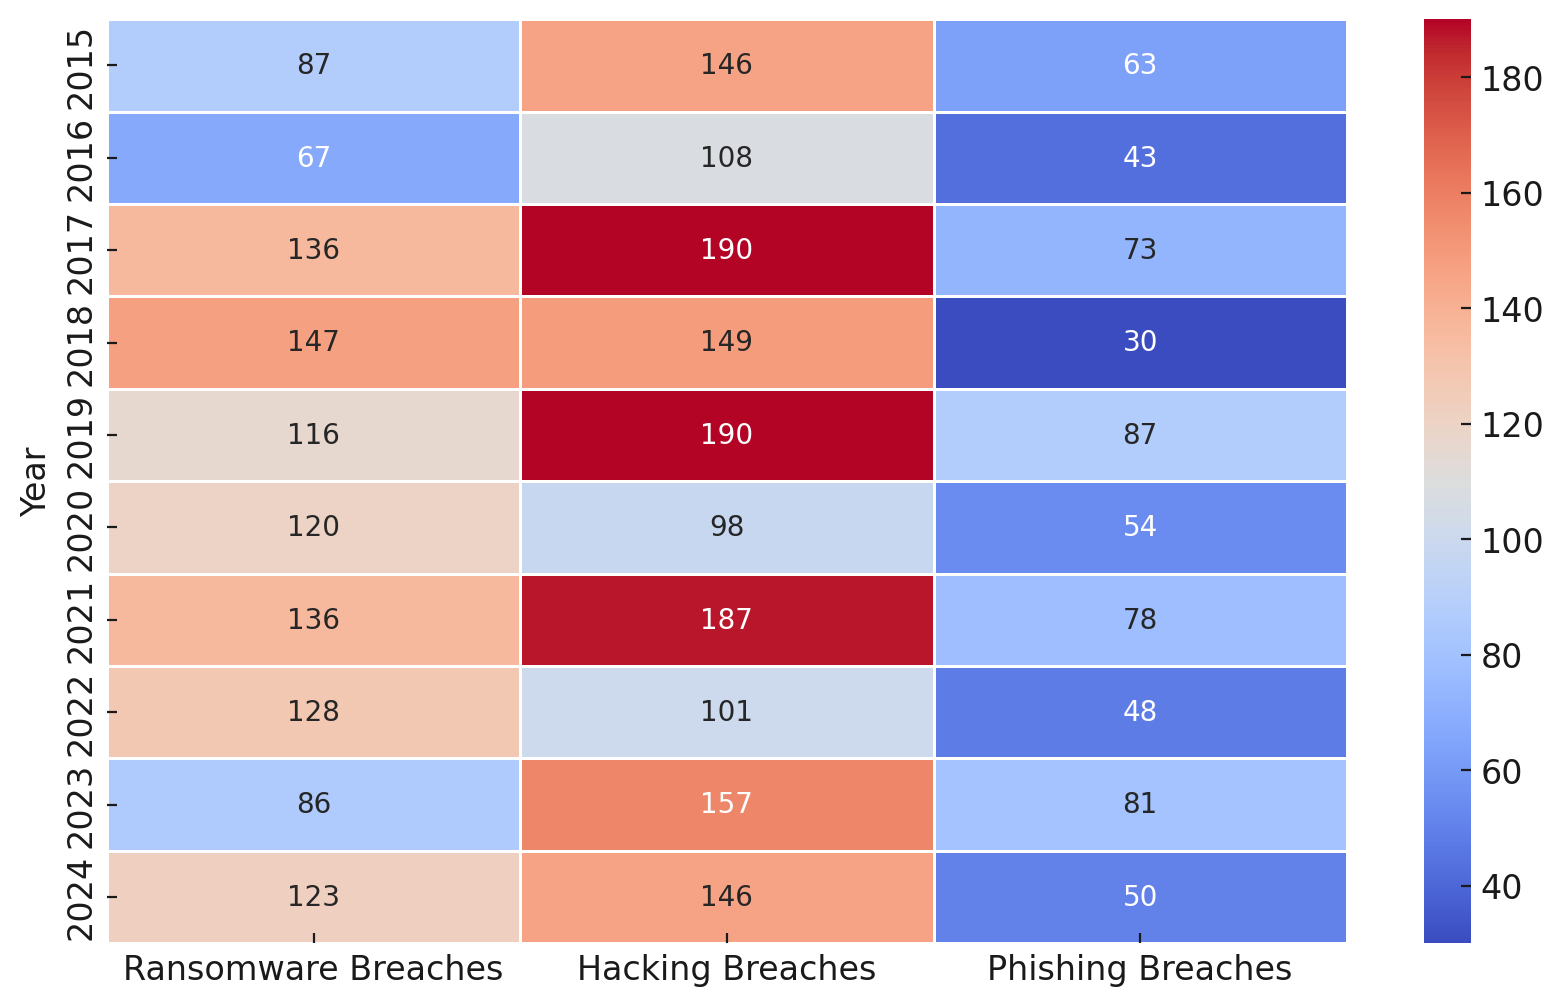 2015 87 146 63
2016 67 108 43
2017 136 190 73
2018 147 149 30
2019 116 190 87
2020 120 98 54
2021 136 187 78
2022 128 101 48
2023 86 157 81
2024 123 146 50
Year
Ransomware Breaches Hacking Breaches Phishing Breaches
180
160
140
120
100
80
60
40